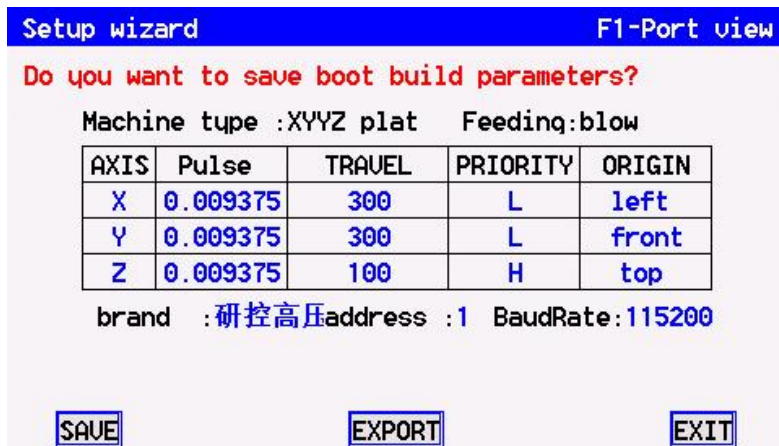 Setup wizard F1-Port view
Do you want to save boot build parameters?
Machine type :XYYZ plat Feeding:blow
AXIS Pulse TRAVEL PRIORITY ORIGIN
X 0.009375 300 L left
Y 0.009375 300 L front
Z 0.009375 100 H top
brand :研控高压address :1 BaudRate:115200
SAVE EXPORT EXIT